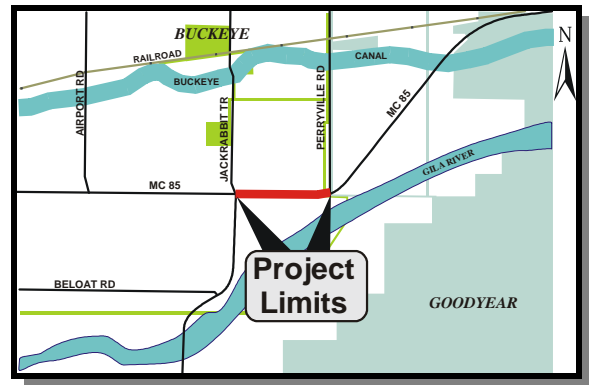 BUCKEYE
N
RAILROAD
CANAL
BUCKEYE
AIRPORT RD
JACKRABBIT TR
PERRYVILLE RD
MC 85
GILA RIVER
MC 85
Project
Limits
BELOAT RD
GOODYEAR